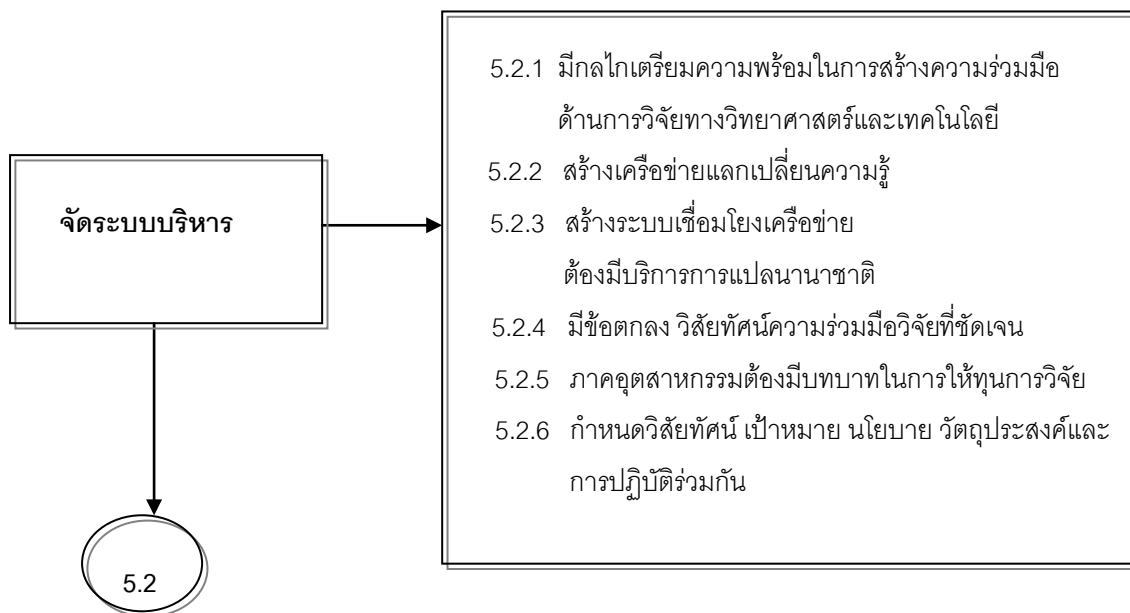 จัดระบบบริหาร
5.2
5.2.1 มีกลไกเตรียมความพร้อมในการสร้างความร่วมมือ
ด้านการวิจัยทางวิทยาศาสตร์และเทคโนโลยี
5.2.2 สร้างเครือข่ายแลกเปลี่ยนความรู้
5.2.3 สร้างระบบเชื่อมโยงเครือข่าย
ต้องมีบริการการแปลนานาชาติ
5.2.4 มีข้อตกลง วิสัยทัศน์ความร่วมมือวิจัยที่ชัดเจน
5.2.5 ภาคอุตสาหกรรมต้องมีบทบาทในการให้ทุนการวิจัย
5.2.6 กำหนดวิสัยทัศน์ เป้าหมาย นโยบาย วัตถุประสงค์และ
การปฏิบัติร่วมกัน